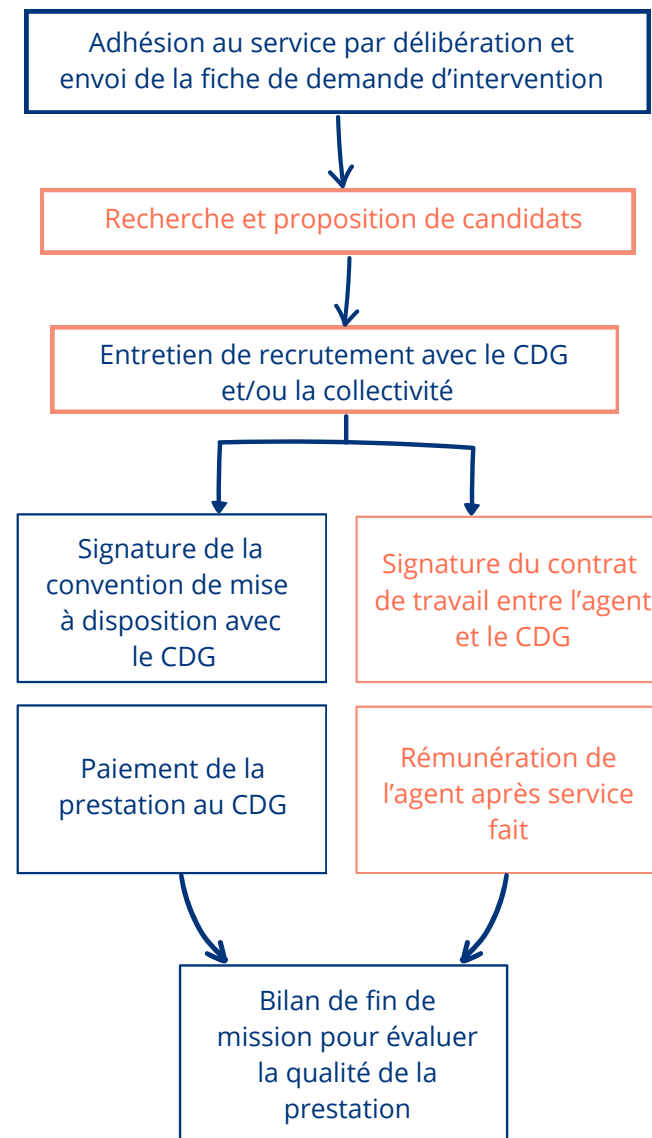 Adhésion au service par délibération et
envoi de la fiche de demande d’intervention
Recherche et proposition de candidats
Entretien de recrutement avec le CDG
et/ou la collectivité
Signature de la
convention de mise
à disposition avec
le CDG
Signature du contrat
de travail entre l’agent
et le CDG
Paiement de la
prestation au CDG
Rémunération de
l’agent après service
fait
Bilan de fin de
mission pour évaluer
la qualité de la
prestation